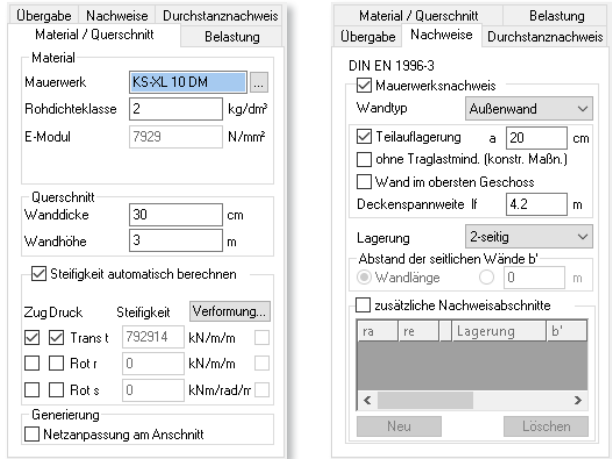 Übergabe Nachweise Durchstanznachweis
Material / Querschnitt Belastung
Material
Mauerwerk KS-XL 10 DM ...
Rohdichteklasse 2 kg/dm³
E-Modul 7929 N/mm²
Querschnitt
Wanddicke 30 cm
Wandhöhe 3 m
Steifigkeit automatisch berechnen
Zug Druck Steifigkeit Verformung...
Trans t 792914 kN/m/m
Rot r 0 kN/m/m
Rot s 0 kNm/rad/m
Generierung
Netzanpassung am Anschnitt
Material / Querschnitt Belastung
Übergabe Nachweise Durchstanznachweis
DIN EN 1996-3
Mauerwerksnachweis
Wandtyp Außenwand
Teilauflagerung a 20 cm
ohne Traglastmind. (konstr. Maßn.)
Wand im obersten Geschoss
Deckenspannweite lf 4.2 m
Lagerung 2-seitig
Abstand der seitlichen Wände b'
Wandlänge 0 m
zusätzliche Nachweisabschnitte
ra re Lagerung b'
Neu Löschen